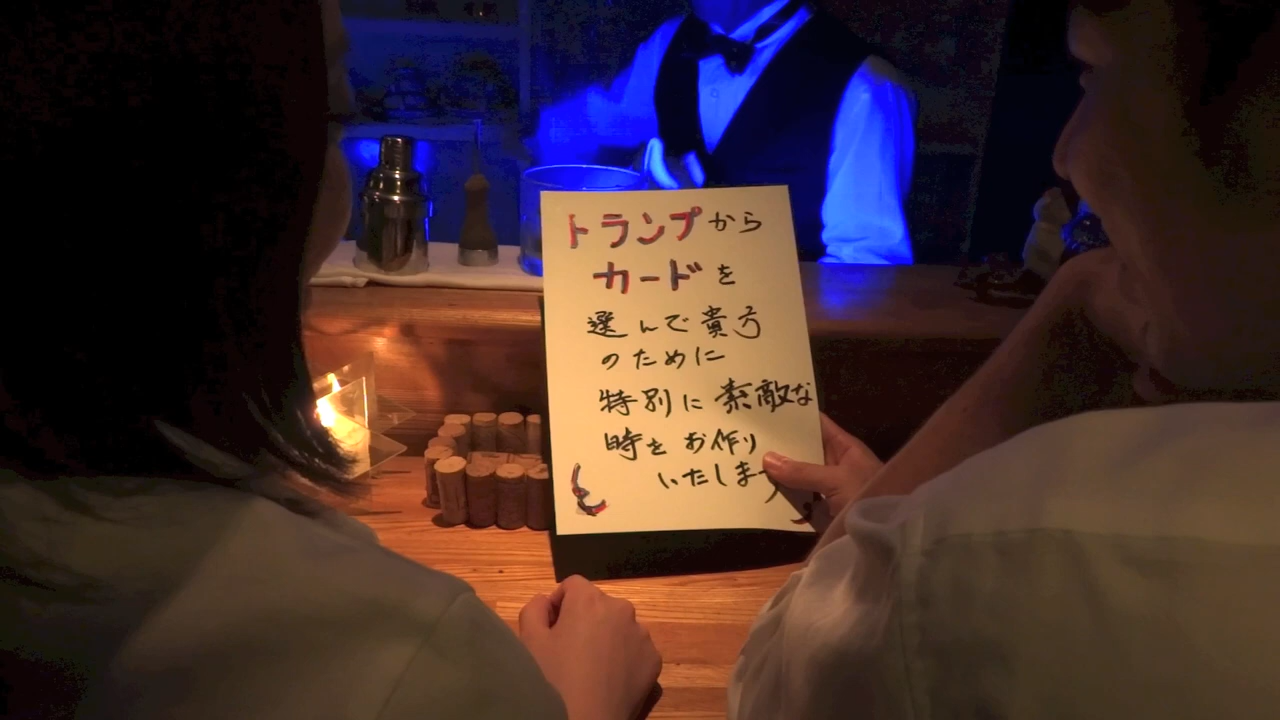 トランプから
カードを
選んで貴方
のために
特別に素敵な
時をお作り
いたします